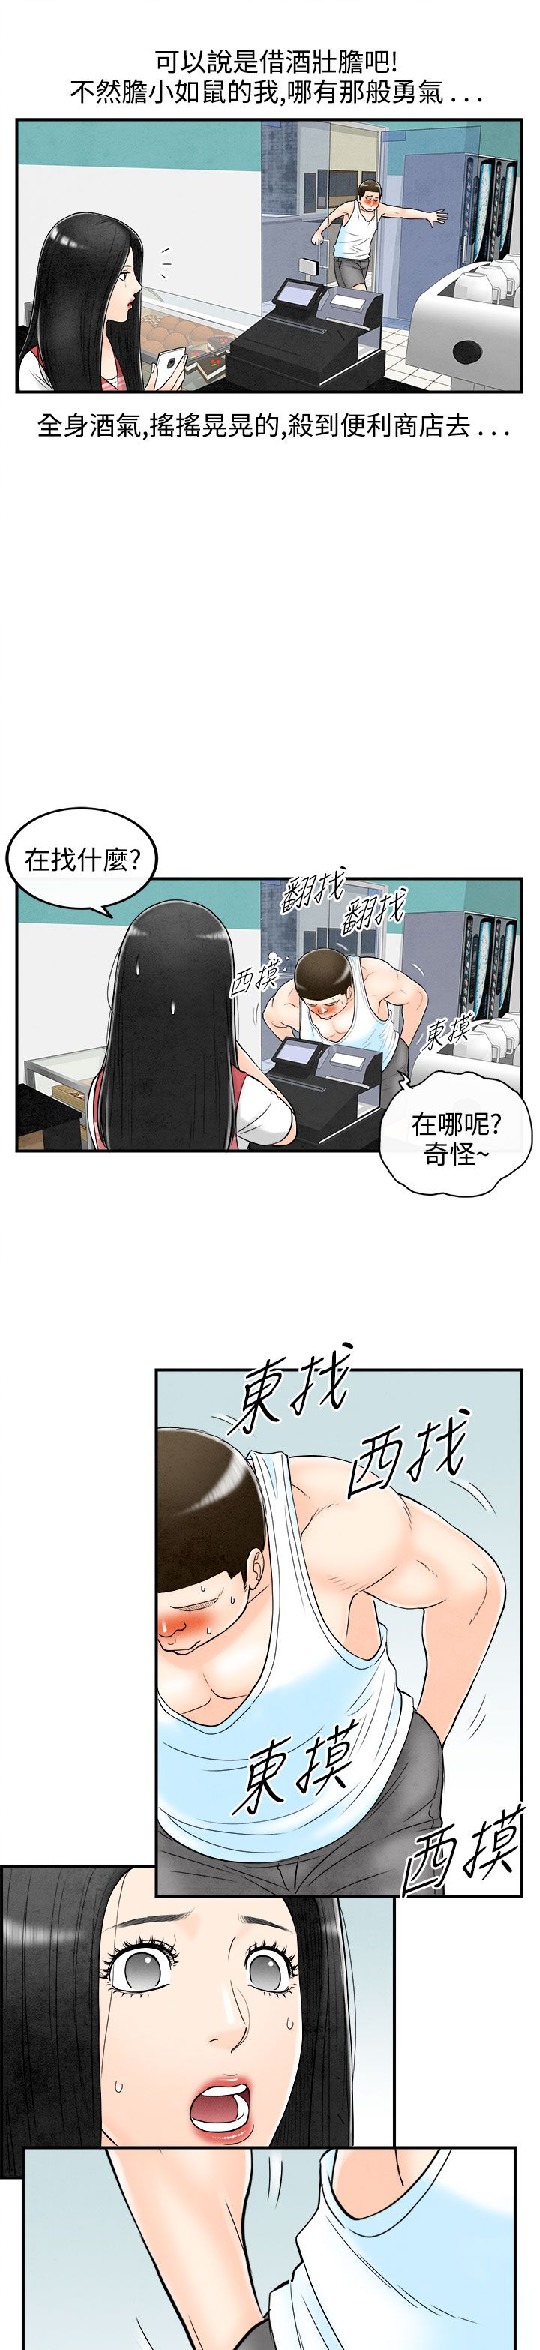 可以說是借酒壯膽吧!
不然膽小如鼠的我,哪有那般勇氣...
全身酒氣,搖搖晃晃的,殺到便利商店去...
在找什麼?
翻找
翻找
西摸
東摸
在哪呢?
奇怪~
東找
西找
東摸
西摸